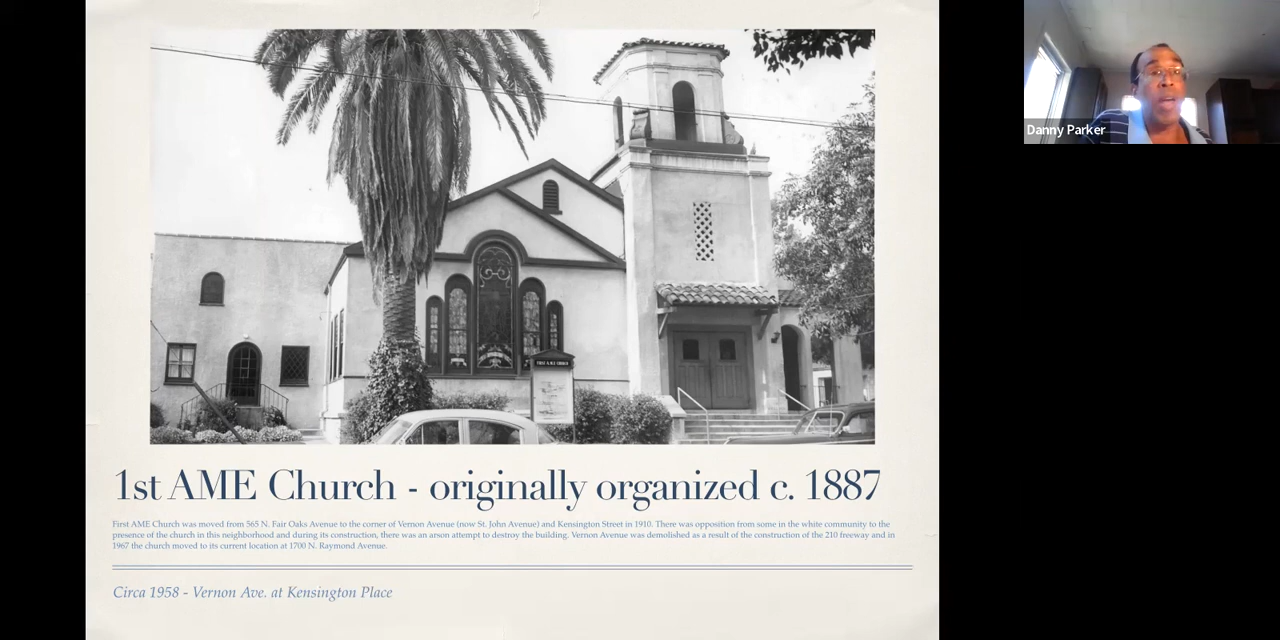 Danny Parker
FIRST A.M.E. CHURCH
1st AME Church - originally organized c. 1887
First AME Church was moved from 565 N. Fair Oaks Avenue to the corner of Vernon Avenue (now St. John Avenue) and Kensington Street in 1910. There was opposition from some in the white community to the
presence of the church in this neighborhood and during its construction, there was an arson attempt to destroy the building. Vernon Avenue was demolished as a result of the construction of the 210 freeway and in
1967 the church moved to its current location at 1700 N. Raymond Avenue.
Circa 1958 - Vernon Ave. at Kensington Place